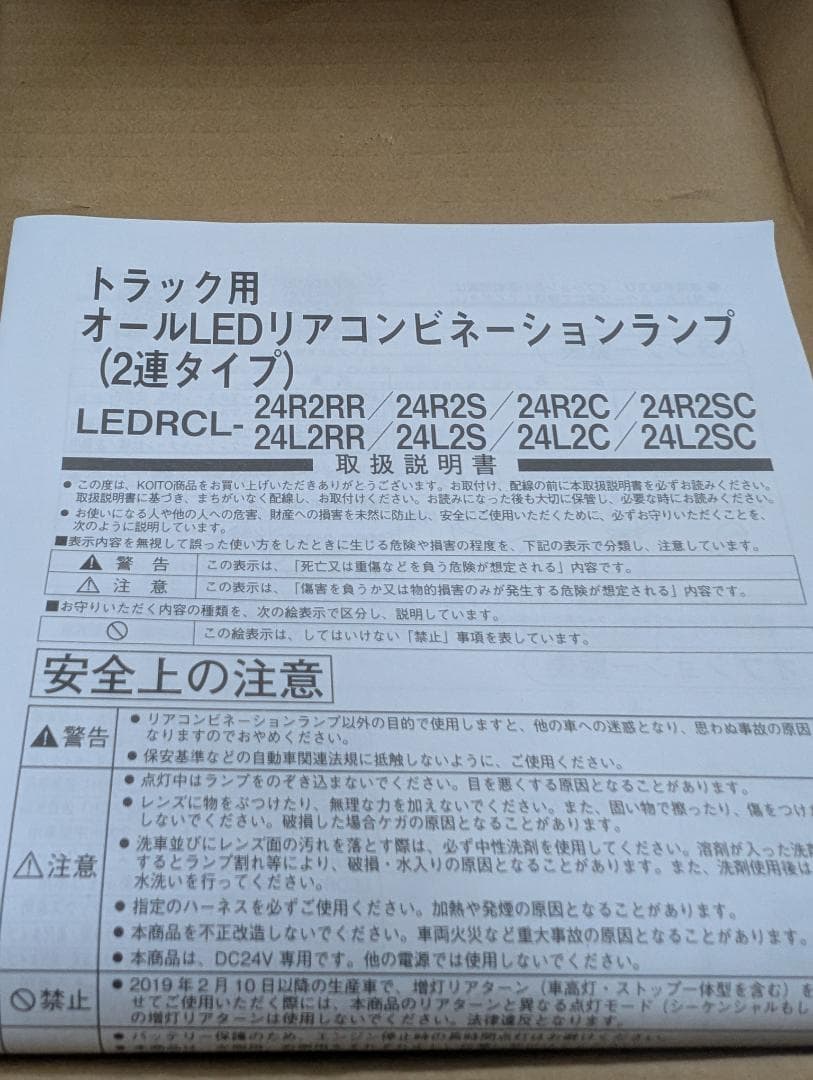 トラック用
オールLEDリアコンビネーションランプ
(2連タイプ)
LEDRCL- 24R2RR/24R2S/24R2C/24R2SC
24L2RR/24L2S/24L2C/24L2SC
取扱説明書
● この度は、KOITO商品をお買い上げいただきありがとうございます。お取付け、配線の前に本取扱説明書を必ずお読みください。
取扱説明書に基づき、まちがいなく配線し、お取付けください。お読みになった後も大切に保管し、必要な時にお読みください。
● お使いになる人や他の人への危害、財産への損害を未然に防止し、安全にご使用いただくために、必ずお守りいただくことを、
次のように説明しています。
■表示内容を無視して誤った使い方をしたときに生じる危険や損害の程度を、下記の表示で分類し、注意しています。
警告 この表示は、「死亡又は重傷などを負う危険が想定される」内容です。
注意 この表示は、「傷害を負うか又は物的損害のみが発生する危険が想定される」内容です。
■お守りいただく内容の種類を、次の絵表示で区分し、説明しています。
この絵表示は、してはいけない「禁止」事項を表しています。
安全上の注意
警告
● リアコンビネーションランプ以外の目的で使用しますと、他の車への迷惑となり、思わぬ事故の原因
なりますのでおやめください。
● 保安基準などの自動車関連法規に抵触しないように、ご使用ください。
注意
● 点灯中はランプをのぞき込まないでください。目を悪くする原因となることがあります。
● レンズに物をぶつけたり、無理な力を加えないでください。また、固い物で擦ったり、傷をつけ
しないでください。破損した場合ケガの原因となることがあります。
● 洗車並びにレンズ面の汚れを落とす際は、必ず中性洗剤を使用してください。溶剤が入った洗
するとランプ割れ等により、破損・水入りの原因となることがあります。また、洗剤使用後は
水洗いを行ってください。
● 指定のハーネスを必ずご使用ください。加熱や発煙の原因となることがあります。
● 本商品を不正改造しないでください。車両火災など重大事故の原因となることがあります。
● 本商品は、DC24V 専用です。他の電源では使用しないでください。
禁止
● 2019年2月10日以降の生産車で、増灯リアターン（車高灯・ストップ一体型を含む）を
せてご使用いただく際には、本商品のリアターンと異なる点灯モード（シーケンシャルもし
の増灯リアターンは使用しないでください。法律違反となります。
● バッテリー保護のため、エンジン停止時の長時間点灯はお避けください。